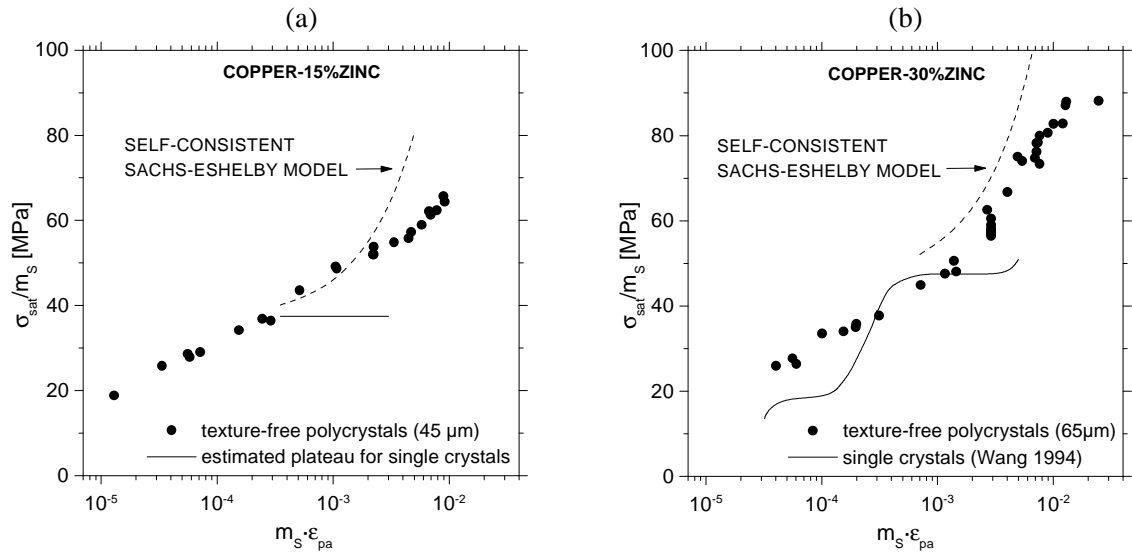 (a)
100
80
60
40
20
0
σsat/mS [MPa]
COPPER-15%ZINC
SELF-CONSISTENT
SACHS-ESHELBY MODEL
texture-free polycrystals (45 µm)
estimated plateau for single crystals
10-5
10-4
10-3
10-2
mS·εpa
(b)
100
80
60
40
20
0
σsat/mS [MPa]
COPPER-30%ZINC
SELF-CONSISTENT
SACHS-ESHELBY MODEL
texture-free polycrystals (65µm)
single crystals (Wang 1994)
10-5
10-4
10-3
10-2
mS·εpa